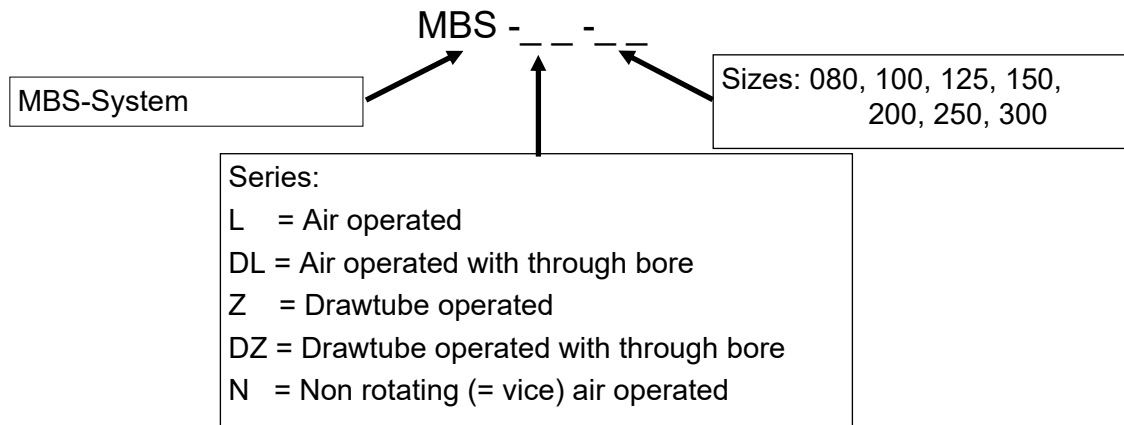 MBS -_ _ -_ _
MBS-System
Sizes: 080, 100, 125, 150,
200, 250, 300
Series:
L = Air operated
DL = Air operated with through bore
Z = Drawtube operated
DZ = Drawtube operated with through bore
N = Non rotating (= vice) air operated